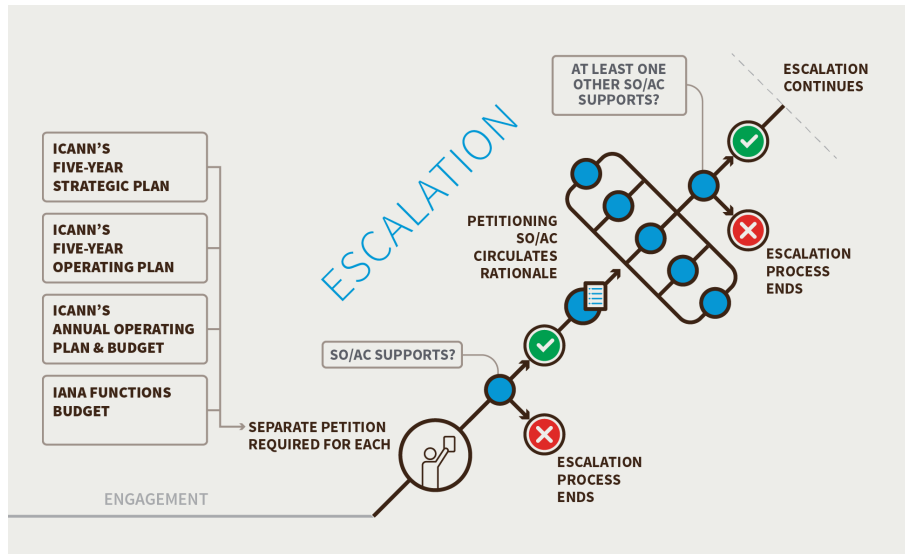 ICANN’S
FIVE-YEAR
STRATEGIC PLAN
ICANN’S
FIVE-YEAR
OPERATING PLAN
ICANN’S
ANNUAL OPERATING
PLAN & BUDGET
IANA FUNCTIONS
BUDGET
SEPARATE PETITION
REQUIRED FOR EACH
ENGAGEMENT
ESCALATION
SO/AC SUPPORTS?
ESCALATION
PROCESS
ENDS
PETITIONING
SO/AC
CIRCULATES
RATIONALE
AT LEAST ONE
OTHER SO/AC
SUPPORTS?
ESCALATION
PROCESS
ENDS
ESCALATION
CONTINUES